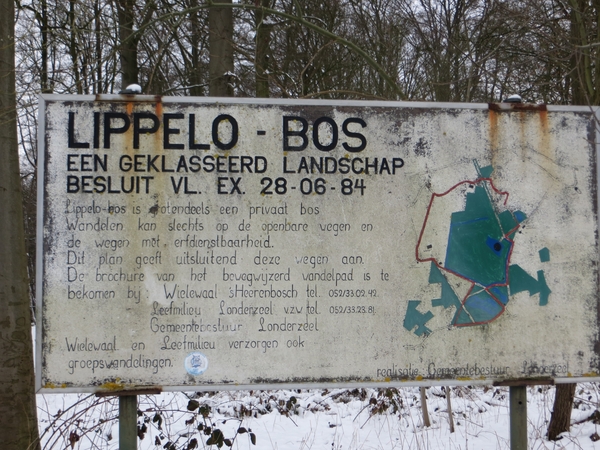 LIPPELO - BOS
EEN GEKLASSEERD LANDSCHAP
BESLUIT VL. EX. 28-06-84
Lippelo-bos is grotendeels een privaat bos
Wandelen kan slechts op de openbare wegen en
de wegen met erfdienstbaarheid.
Dit plan geeft uitsluitend deze wegen aan.
De brochure van het bewegwijzerd wandelpad is te
bekomen bij Wielewaal 's Heerenbosch tel. 052/33.02.42.
Leefmilieu Londerzeel vzw tel. 052/33.23.81.
Gemeentebestuur Londerzeel
Wielewaal en Leefmilieu verzorgen ook
groepswandelingen.
realisatie: Gemeentebestuur Londerzeel